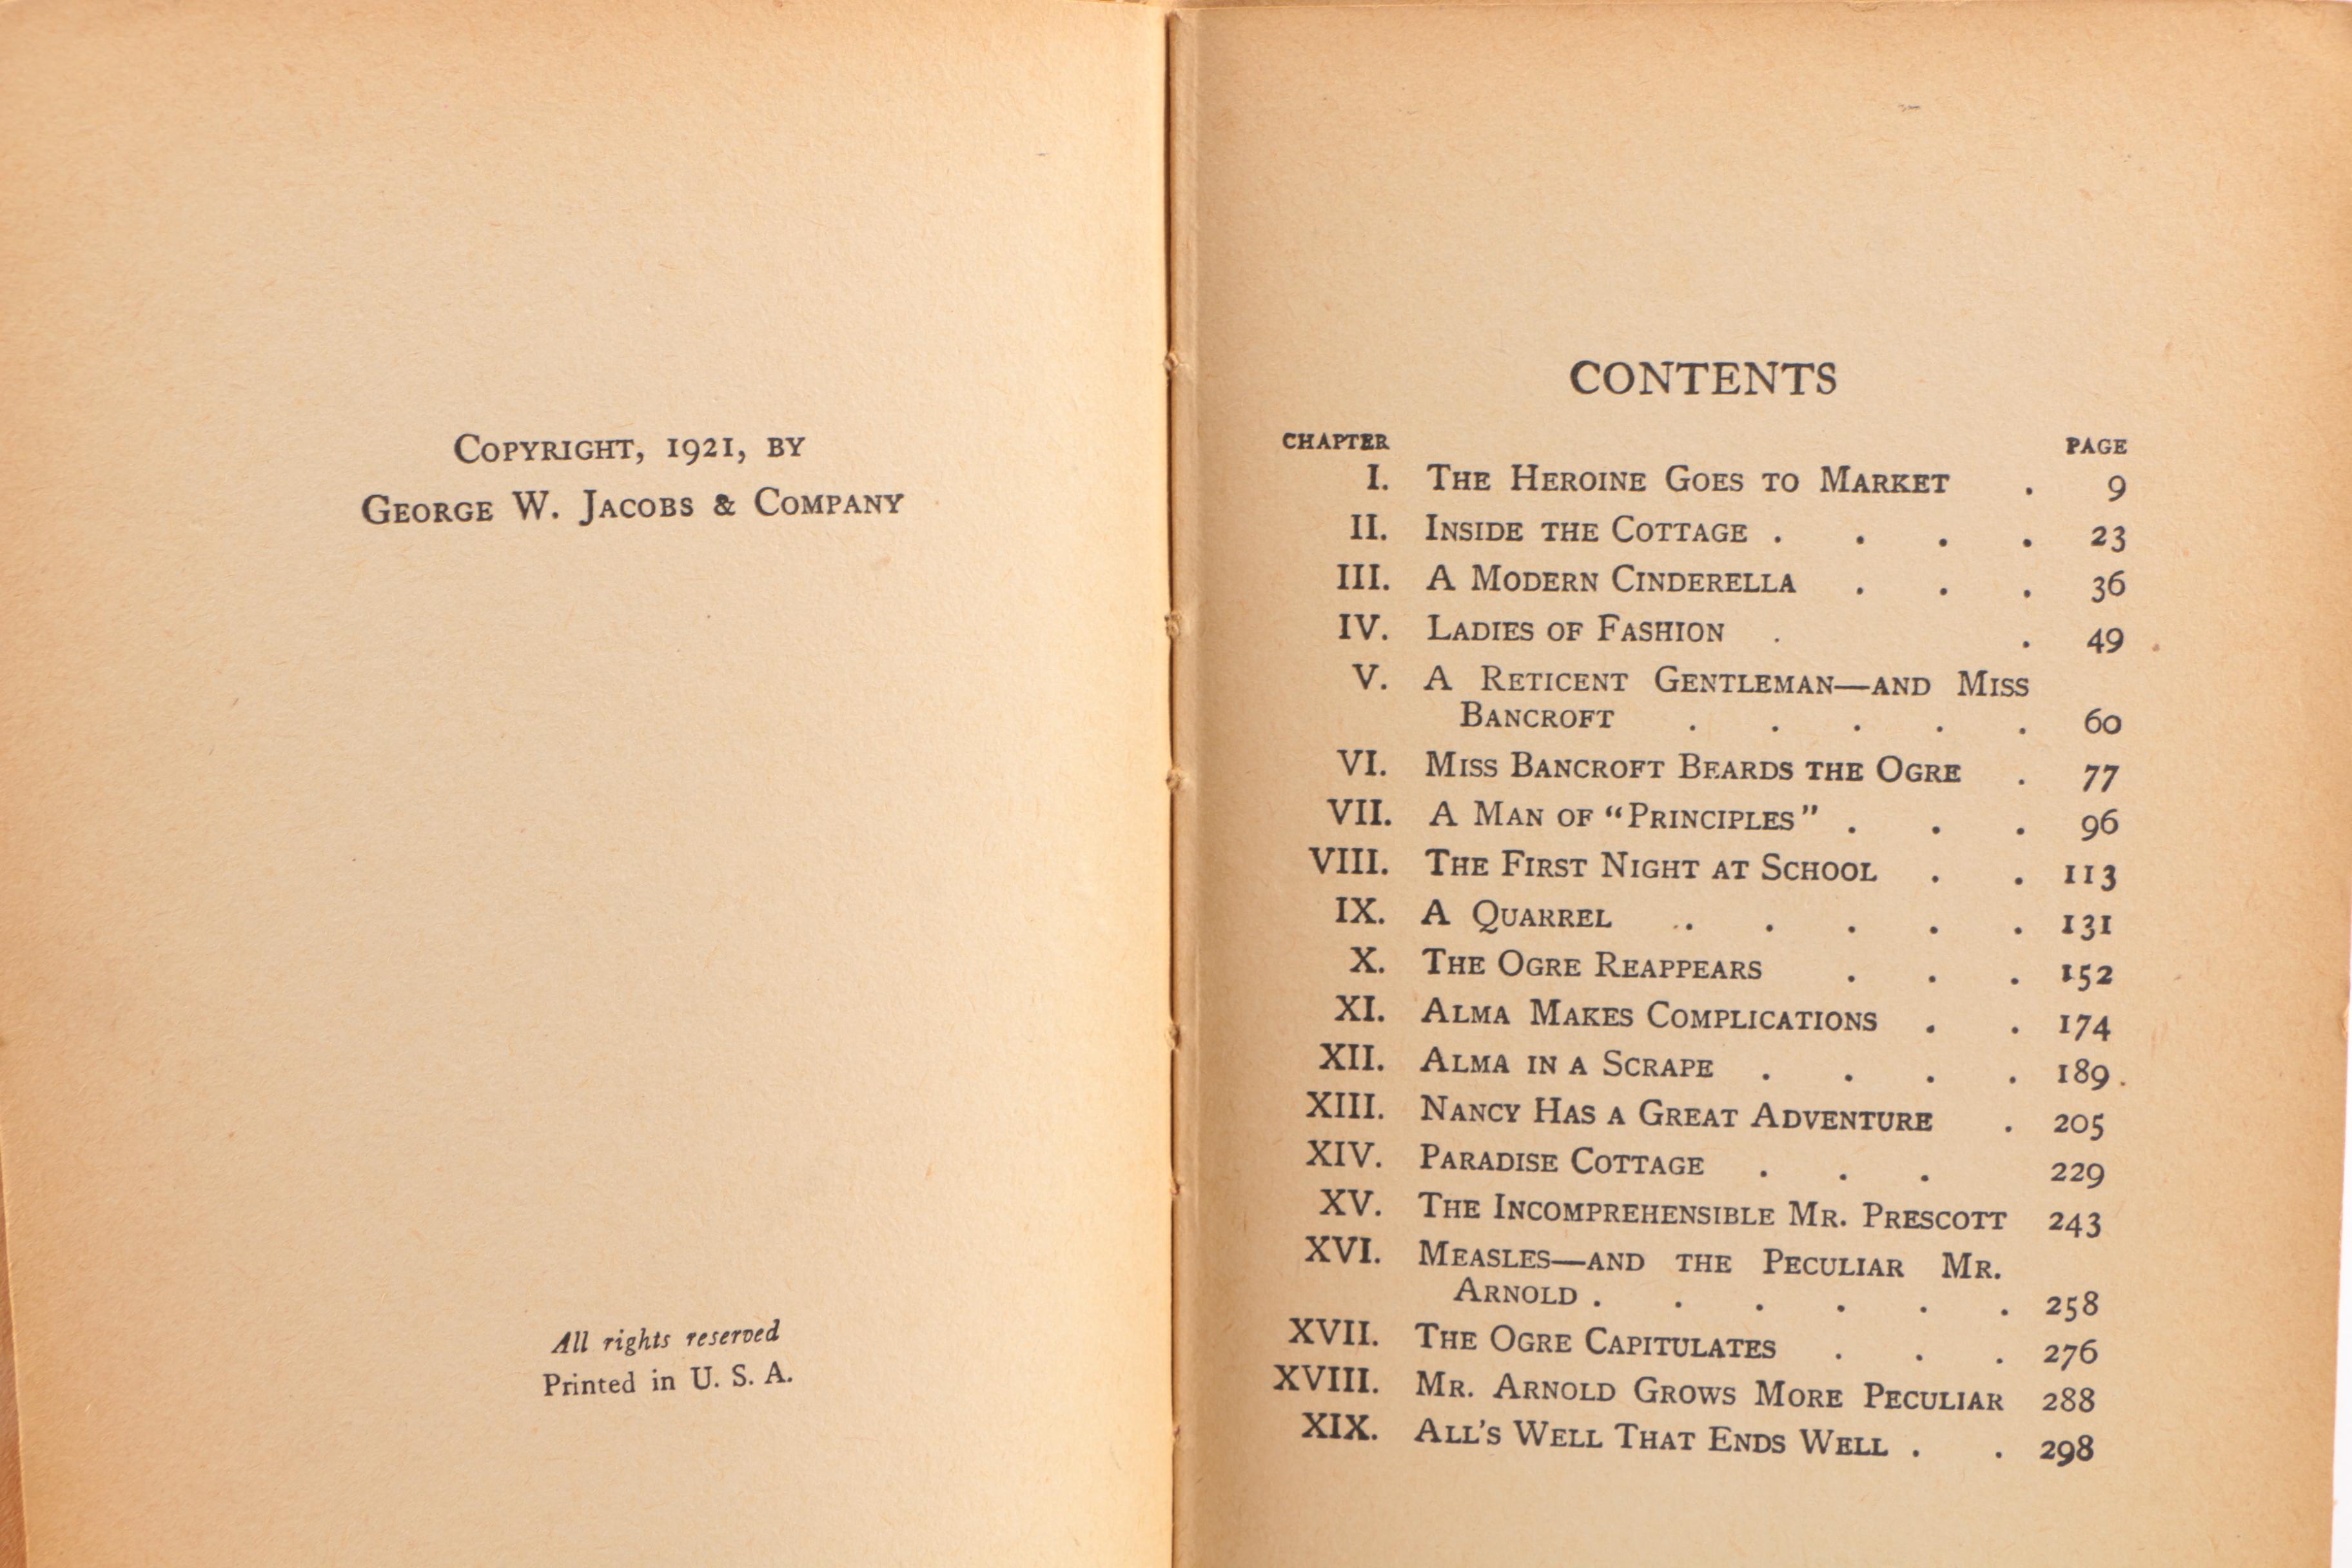 COPYRIGHT, 1921, BY
GEORGE W. JACOBS & COMPANY
All rights reserved
Printed in U. S. A.
CONTENTS
CHAPTER PAGE
I. THE HEROINE GOES TO MARKET . 9
II. INSIDE THE COTTAGE . . . . 23
III. A MODERN CINDERELLA . . . 36
IV. LADIES OF FASHION . . 49
V. A RETICENT GENTLEMAN—AND MISS
BANCROFT . . . . . 60
VI. MISS BANCROFT BEARDS THE OGRE . 77
VII. A MAN OF "PRINCIPLES" . . . 96
VIII. THE FIRST NIGHT AT SCHOOL . . 113
IX. A QUARREL . . . . . 131
X. THE OGRE REAPPEARS . . . 152
XI. ALMA MAKES COMPLICATIONS . . 174
XII. ALMA IN A SCRAPE . . . . 189
XIII. NANCY HAS A GREAT ADVENTURE . 205
XIV. PARADISE COTTAGE . . . 229
XV. THE INCOMPREHENSIBLE MR. PRESCOTT 243
XVI. MEASLES—AND THE PECULIAR MR.
ARNOLD . . . . . . 258
XVII. THE OGRE CAPITULATES . . . 276
XVIII. MR. ARNOLD GROWS MORE PECULIAR 288
XIX. ALL'S WELL THAT ENDS WELL . . 298